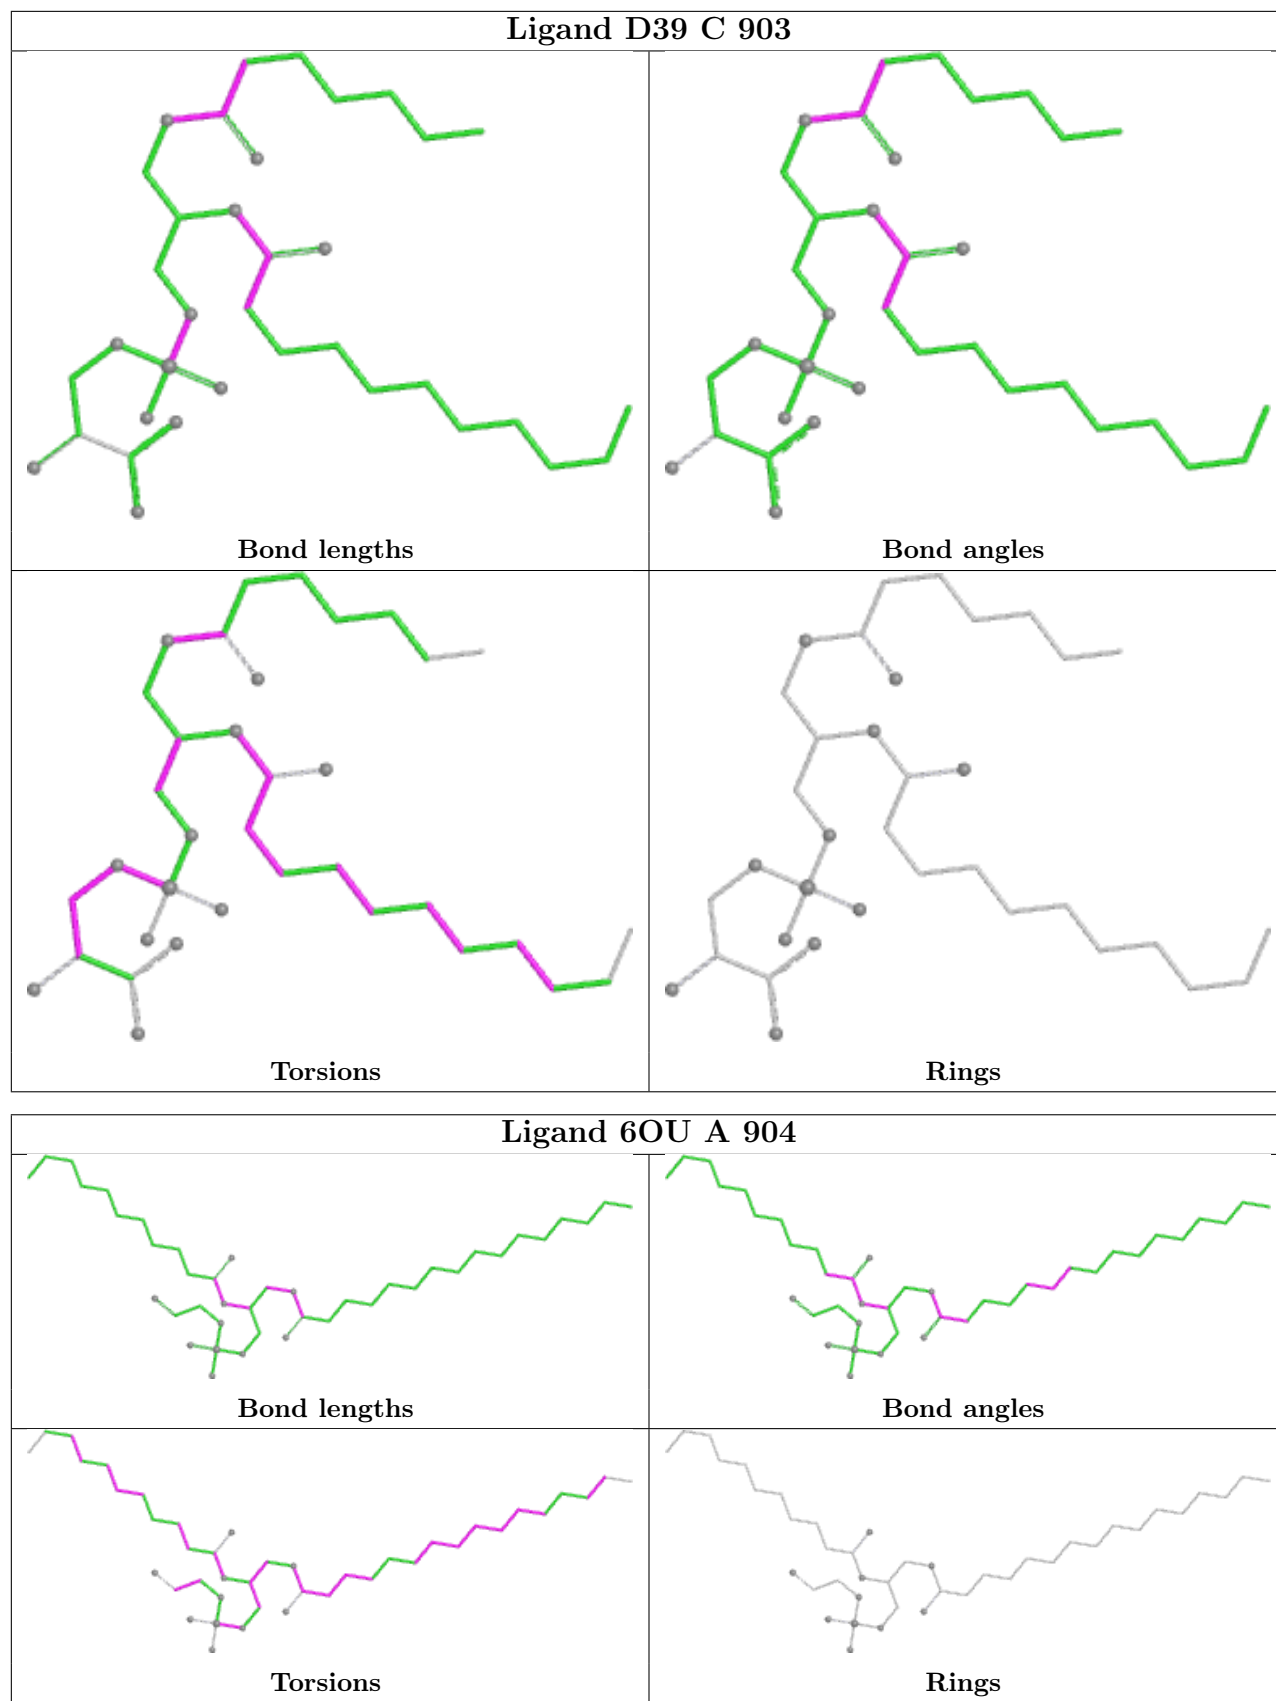 Ligand D39 C 903
Bond lengths
Bond angles
Torsions
Rings
Ligand 6OU A 904
Bond lengths
Bond angles
Torsions
Rings